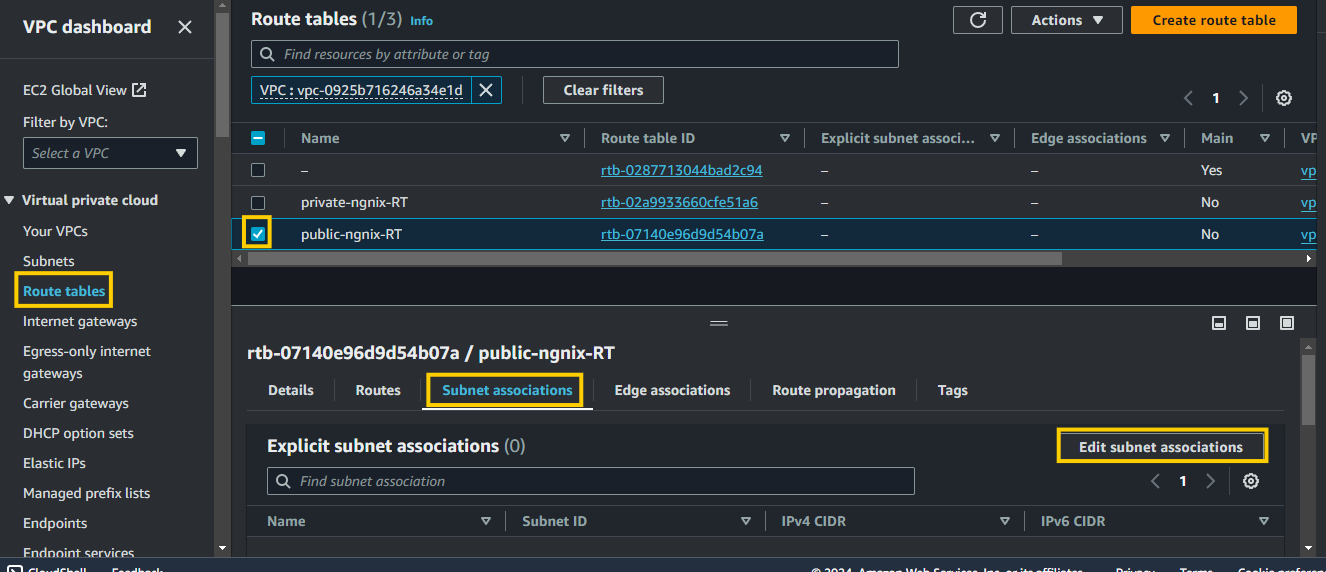 VPC dashboard
EC2 Global View
Filter by VPC:
Select a VPC
Virtual private cloud
Your VPCs
Subnets
Route tables
Internet gateways
Egress-only internet
gateways
Carrier gateways
DHCP option sets
Elastic IPs
Managed prefix lists
Endpoints
Endpoint services
Route tables (1/3) Info
Actions
Create route table
Find resources by attribute or tag
VPC : vpc-0925b716246a34e1d
Clear filters
1
Name Route table ID Explicit subnet associ... Edge associations Main VP
– rtb-0287713044bad2c94 – – Yes vp
private-ngnix-RT rtb-02a9933660cfe51a6 – – No vp
public-ngnix-RT rtb-07140e96d9d54b07a – – No vp
rtb-07140e96d9d54b07a / public-ngnix-RT
Details Routes Subnet associations Edge associations Route propagation Tags
Explicit subnet associations (0)
Edit subnet associations
Find subnet association
1
Name Subnet ID IPv4 CIDR IPv6 CIDR
CloudShell Feedback © 2024, Amazon Web Services, Inc. or its affiliates. Privacy Terms Cookie preferen